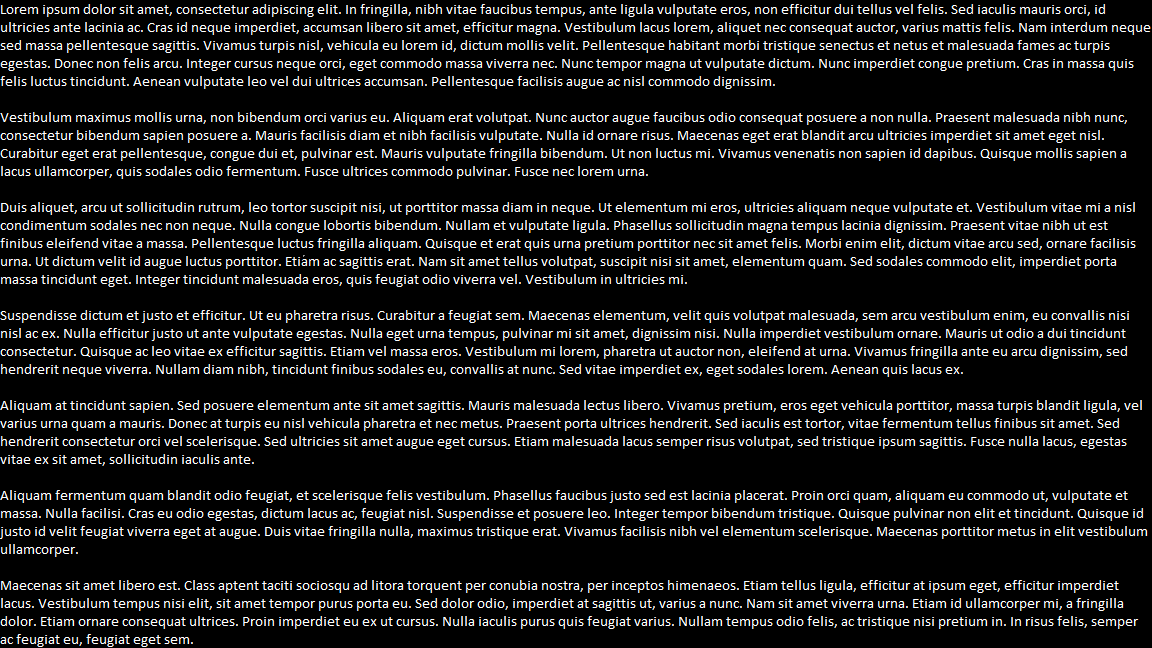 Lorem ipsum dolor sit amet, consectetur adipiscing elit. In fringilla, nibh vitae faucibus tempus, ante ligula vulputate eros, non efficitur dui tellus vel felis. Sed iaculis mauris orci, id
ultricies ante lacinia ac. Cras id neque imperdiet, accumsan libero sit amet, efficitur magna. Vestibulum lacus lorem, aliquet nec consequat auctor, varius mattis felis. Nam interdum neque
sed massa pellentesque sagittis. Vivamus turpis nisl, vehicula eu lorem id, dictum mollis velit. Pellentesque habitant morbi tristique senectus et netus et malesuada fames ac turpis
egestas. Donec non felis arcu. Integer cursus neque orci, eget commodo massa viverra nec. Nunc tempor magna ut vulputate dictum. Nunc imperdiet congue pretium. Cras in massa quis
felis luctus tincidunt. Aenean vulputate leo vel dui ultrices accumsan. Pellentesque facilisis augue ac nisl commodo dignissim.
Vestibulum maximus mollis urna, non bibendum orci varius eu. Aliquam erat volutpat. Nunc auctor augue faucibus odio consequat posuere a non nulla. Praesent malesuada nibh nunc,
consectetur bibendum sapien posuere a. Mauris facilisis diam et nibh facilisis vulputate. Nulla id ornare risus. Maecenas eget erat blandit arcu ultricies imperdiet sit amet eget nisl.
Curabitur eget erat pellentesque, congue dui et, pulvinar est. Mauris vulputate fringilla bibendum. Ut non luctus mi. Vivamus venenatis non sapien id dapibus. Quisque mollis sapien a
lacus ullamcorper, quis sodales odio fermentum. Fusce ultrices commodo pulvinar. Fusce nec lorem urna.
Duis aliquet, arcu ut sollicitudin rutrum, leo tortor suscipit nisi, ut porttitor massa diam in neque. Ut elementum mi eros, ultricies aliquam neque vulputate et. Vestibulum vitae mi a nisl
condimentum sodales nec non neque. Nulla congue lobortis bibendum. Nullam et vulputate ligula. Phasellus sollicitudin magna tempus lacinia dignissim. Praesent vitae nibh ut est
finibus eleifend vitae a massa. Pellentesque luctus fringilla aliquam. Quisque et erat quis urna pretium porttitor nec sit amet felis. Morbi enim elit, dictum vitae arcu sed, ornare facilisis
urna. Ut dictum velit id augue luctus porttitor. Etiam ac sagittis erat. Nam sit amet tellus volutpat, suscipit nisi sit amet, elementum quam. Sed sodales commodo elit, imperdiet porta
massa tincidunt eget. Integer tincidunt malesuada eros, quis feugiat odio viverra vel. Vestibulum in ultricies mi.
Suspendisse dictum et justo et efficitur. Ut eu pharetra risus. Curabitur a feugiat sem. Maecenas elementum, velit quis volutpat malesuada, sem arcu vestibulum enim, eu convallis nisi
nisl ac ex. Nulla efficitur justo ut ante vulputate egestas. Nulla eget urna tempus, pulvinar mi sit amet, dignissim nisi. Nulla imperdiet vestibulum ornare. Mauris ut odio a dui tincidunt
consectetur. Quisque ac leo vitae ex efficitur sagittis. Etiam vel massa eros. Vestibulum mi lorem, pharetra ut auctor non, eleifend at urna. Vivamus fringilla ante eu arcu dignissim, sed
hendrerit neque viverra. Nullam diam nibh, tincidunt finibus sodales eu, convallis at nunc. Sed vitae imperdiet ex, eget sodales lorem. Aenean quis lacus ex.
Aliquam at tincidunt sapien. Sed posuere elementum ante sit amet sagittis. Mauris malesuada lectus libero. Vivamus pretium, eros eget vehicula porttitor, massa turpis blandit ligula, vel
varius urna quam a mauris. Donec at turpis eu nisl vehicula pharetra et nec metus. Praesent porta ultrices hendrerit. Sed iaculis est tortor, vitae fermentum tellus finibus sit amet. Sed
hendrerit consectetur orci vel scelerisque. Sed ultricies sit amet augue eget cursus. Etiam malesuada lacus semper risus volutpat, sed tristique ipsum sagittis. Fusce nulla lacus, egestas
vitae ex sit amet, sollicitudin iaculis ante.
Aliquam fermentum quam blandit odio feugiat, et scelerisque felis vestibulum. Phasellus faucibus justo sed est lacinia placerat. Proin orci quam, aliquam eu commodo ut, vulputate et
massa. Nulla facilisi. Cras eu odio egestas, dictum lacus ac, feugiat nisl. Suspendisse et posuere leo. Integer tempor bibendum tristique. Quisque pulvinar non elit et tincidunt. Quisque id
justo id velit feugiat viverra eget at augue. Duis vitae fringilla nulla, maximus tristique erat. Vivamus facilisis nibh vel elementum scelerisque. Maecenas porttitor metus in elit vestibulum
ullamcorper.
Maecenas sit amet libero est. Class aptent taciti sociosqu ad litora torquent per conubia nostra, per inceptos himenaeos. Etiam tellus ligula, efficitur at ipsum eget, efficitur imperdiet
lacus. Vestibulum tempus nisi elit, sit amet tempor purus porta eu. Sed dolor odio, imperdiet at sagittis ut, varius a nunc. Nam sit amet viverra urna. Etiam id ullamcorper mi, a fringilla
dolor. Etiam ornare consequat ultrices. Proin imperdiet eu ex ut cursus. Nulla iaculis purus quis feugiat varius. Nullam tempus odio felis, ac tristique nisi pretium in. In risus felis, semper
ac feugiat eu, feugiat eget sem.